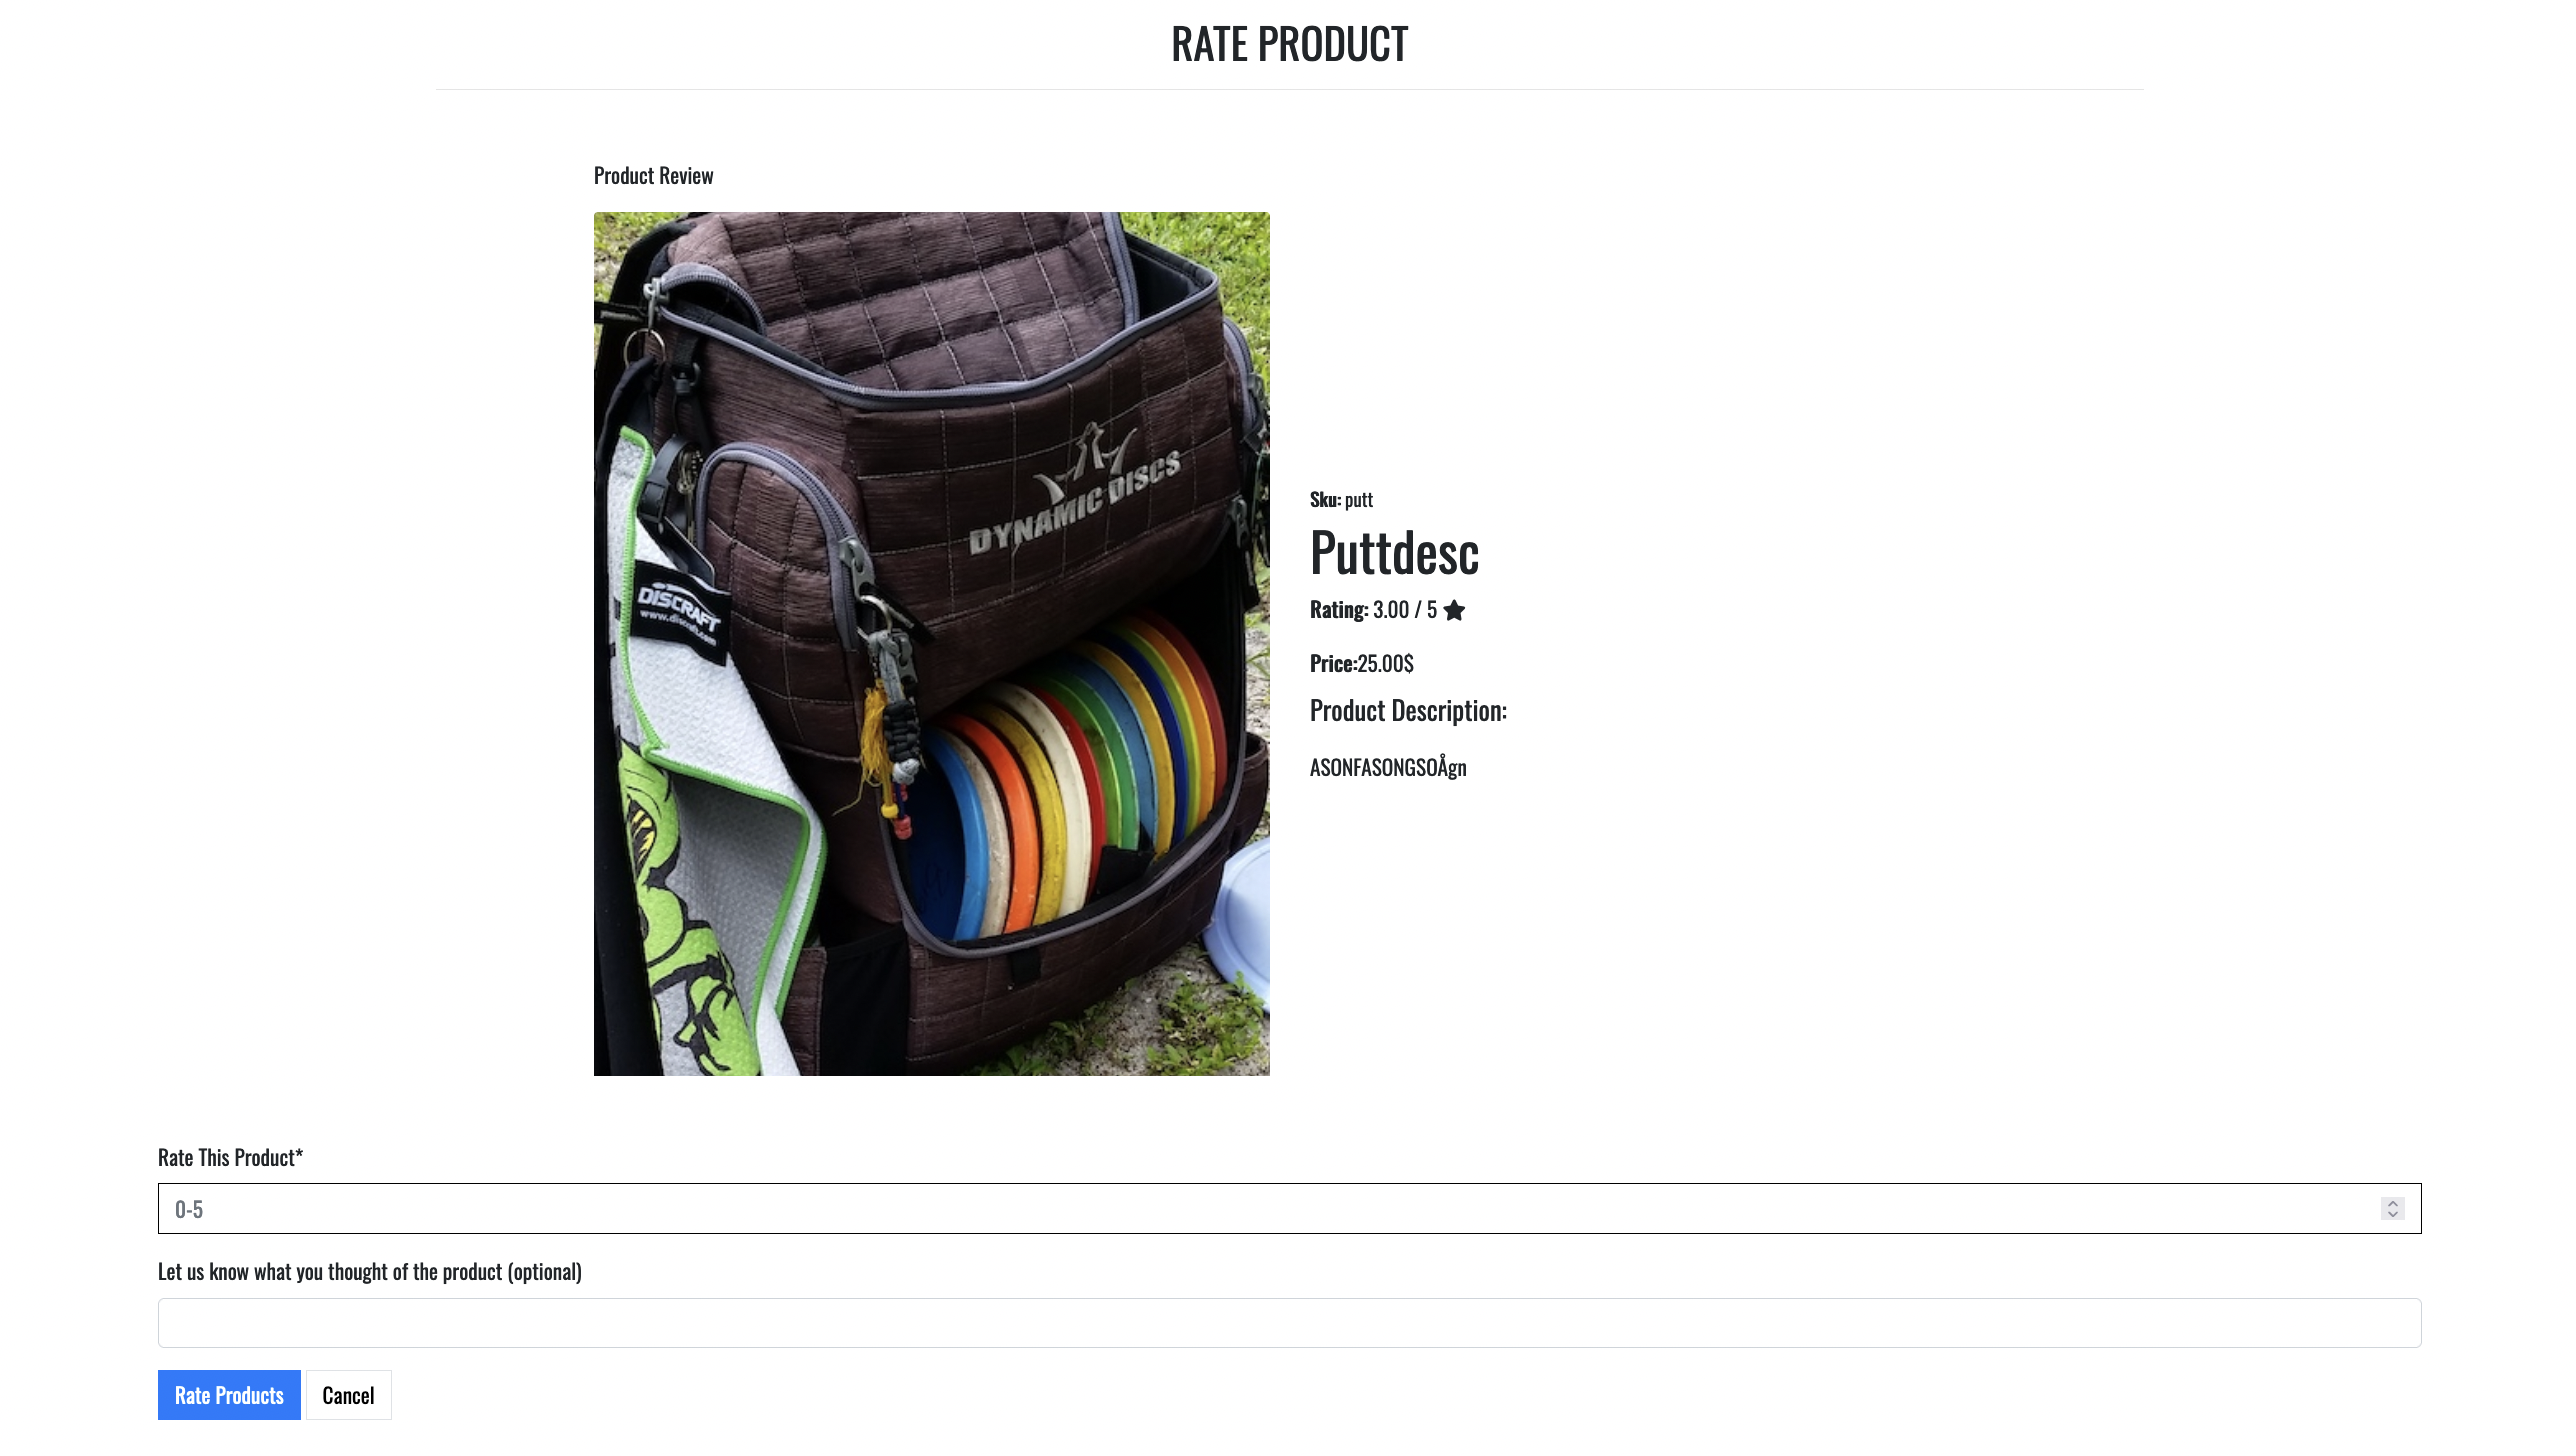 RATE PRODUCT
Product Review
DYNAMIC DISCS
DISCRAFT
www.discraft.com
Sku: putt
Puttdesc
Rating: 3.00 / 5
Price:25.00$
Product Description:
ASONFASONGSOÅgn
Rate This Product*
0-5
Let us know what you thought of the product (optional)
Rate Products
Cancel